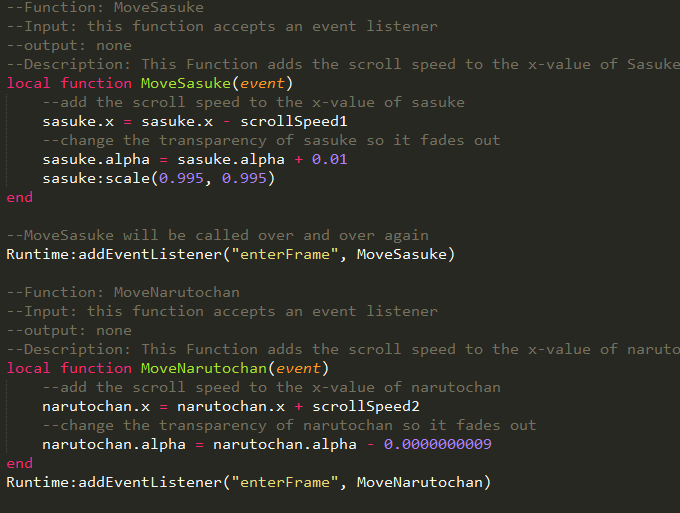 --Function: MoveSasuke
--Input: this function accepts an event listener
--output: none
--Description: This Function adds the scroll speed to the x-value of Sasuke
local function MoveSasuke(event)
--add the scroll speed to the x-value of sasuke
sasuke.x = sasuke.x - scrollSpeed1
--change the transparency of sasuke so it fades out
sasuke.alpha = sasuke.alpha + 0.01
sasuke:scale(0.995, 0.995)
end
--MoveSasuke will be called over and over again
Runtime:addEventListener("enterFrame", MoveSasuke)
--Function: MoveNarutochan
--Input: this function accepts an event listener
--output: none
--Description: This Function adds the scroll speed to the x-value of naruto
local function MoveNarutochan(event)
--add the scroll speed to the x-value of narutochan
narutochan.x = narutochan.x + scrollSpeed2
--change the transparency of narutochan so it fades out
narutochan.alpha = narutochan.alpha - 0.0000000009
end
Runtime:addEventListener("enterFrame", MoveNarutochan)